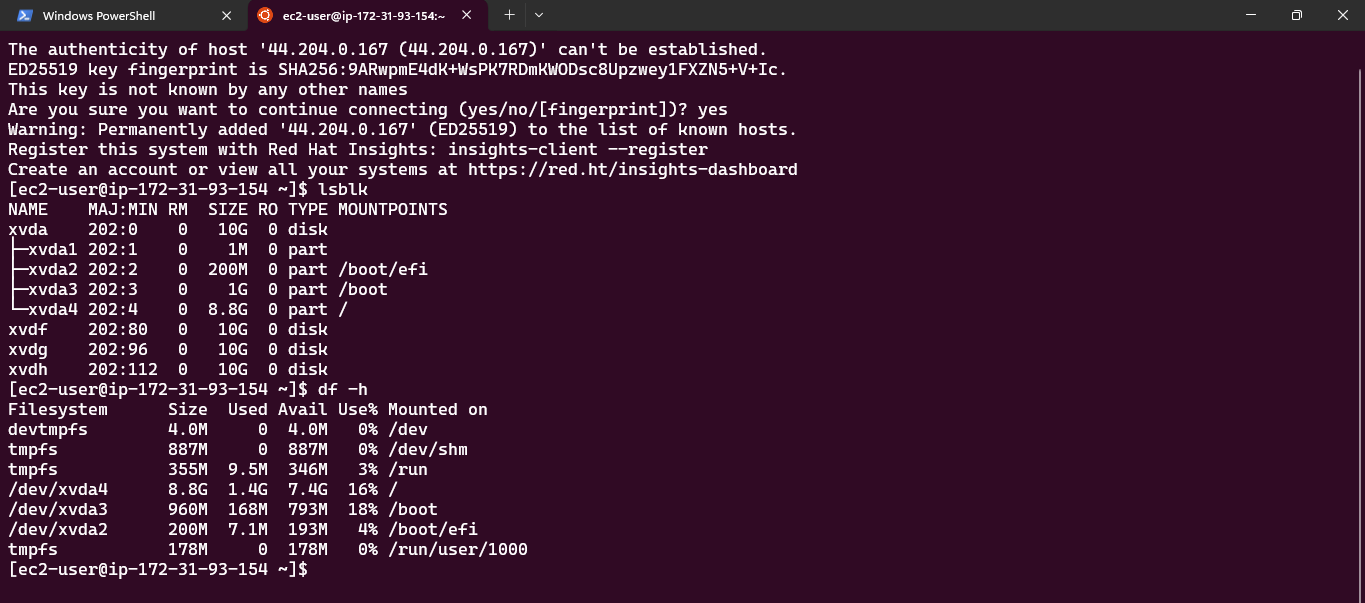 Windows PowerShell
ec2-user@ip-172-31-93-154:~
The authenticity of host '44.204.0.167 (44.204.0.167)' can't be established.
ED25519 key fingerprint is SHA256:9ARwpmE4dK+WsPK7RDmKWODsc8Upzwey1FXZN5+V+Ic.
This key is not known by any other names
Are you sure you want to continue connecting (yes/no/[fingerprint])? yes
Warning: Permanently added '44.204.0.167' (ED25519) to the list of known hosts.
Register this system with Red Hat Insights: insights-client --register
Create an account or view all your systems at https://red.ht/insights-dashboard
[ec2-user@ip-172-31-93-154 ~]$ lsblk
NAME    MAJ:MIN RM  SIZE RO TYPE MOUNTPOINTS
xvda    202:0    0   10G  0 disk
├─xvda1 202:1    0    1M  0 part
├─xvda2 202:2    0  200M  0 part /boot/efi
├─xvda3 202:3    0    1G  0 part /boot
└─xvda4 202:4    0  8.8G  0 part /
xvdf    202:80   0   10G  0 disk
xvdg    202:96   0   10G  0 disk
xvdh    202:112  0   10G  0 disk
[ec2-user@ip-172-31-93-154 ~]$ df -h
Filesystem      Size  Used Avail Use% Mounted on
devtmpfs        4.0M     0  4.0M   0% /dev
tmpfs           887M     0  887M   0% /dev/shm
tmpfs           355M  9.5M  346M   3% /run
/dev/xvda4      8.8G  1.4G  7.4G  16% /
/dev/xvda3      960M  168M  793M  18% /boot
/dev/xvda2      200M  7.1M  193M   4% /boot/efi
tmpfs           178M     0  178M   0% /run/user/1000
[ec2-user@ip-172-31-93-154 ~]$